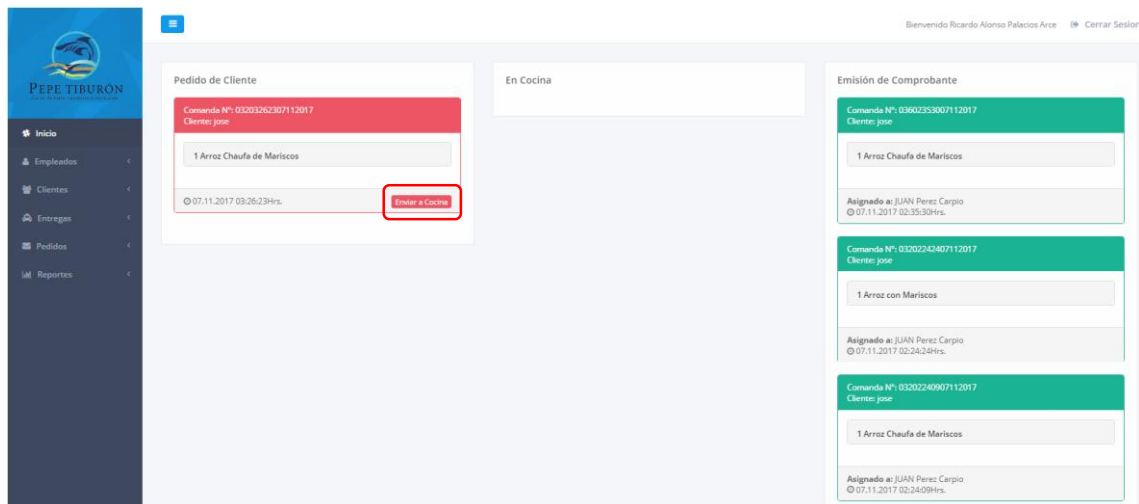 PEPE TIBURÓN
Inicio
Empleados
Clientes
Entregas
Pedidos
Reportes
Bienvenido Ricardo Alonso Palacios Arce
Cerrar Sesion
Pedido de Cliente
Comanda Nº: 03203262307112017
Cliente: jose
1 Arroz Chaufa de Mariscos
07.11.2017 03:26:23Hrs.
Enviar a Cocina
En Cocina
Emisión de Comprobante
Comanda Nº: 03602353007112017
Cliente: jose
1 Arroz Chaufa de Mariscos
Asignado a: JUAN Perez Carpio
07.11.2017 02:35:30Hrs.
Comanda Nº: 03202242407112017
Cliente: jose
1 Arroz con Mariscos
Asignado a: JUAN Perez Carpio
07.11.2017 02:24:24Hrs.
Comanda Nº: 03202240907112017
Cliente: jose
1 Arroz Chaufa de Mariscos
Asignado a: JUAN Perez Carpio
07.11.2017 02:24:09Hrs.